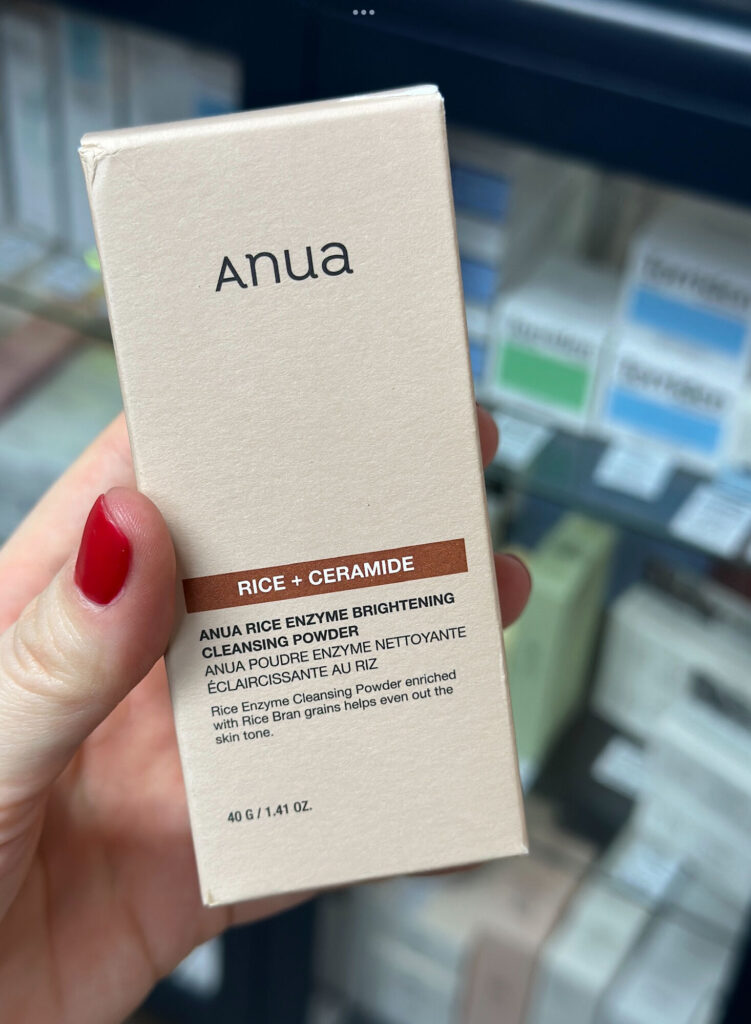 Anua
RICE + CERAMIDE
ANUA RICE ENZYME BRIGHTENING
CLEANSING POWDER
ANUA POUDRE ENZYME NETTOYANTE
ÉCLAIRCISSANTE AU RIZ
Rice Enzyme Cleansing Powder enriched
with Rice Bran grains helps even out the
skin tone.
40 G / 1.41 OZ.